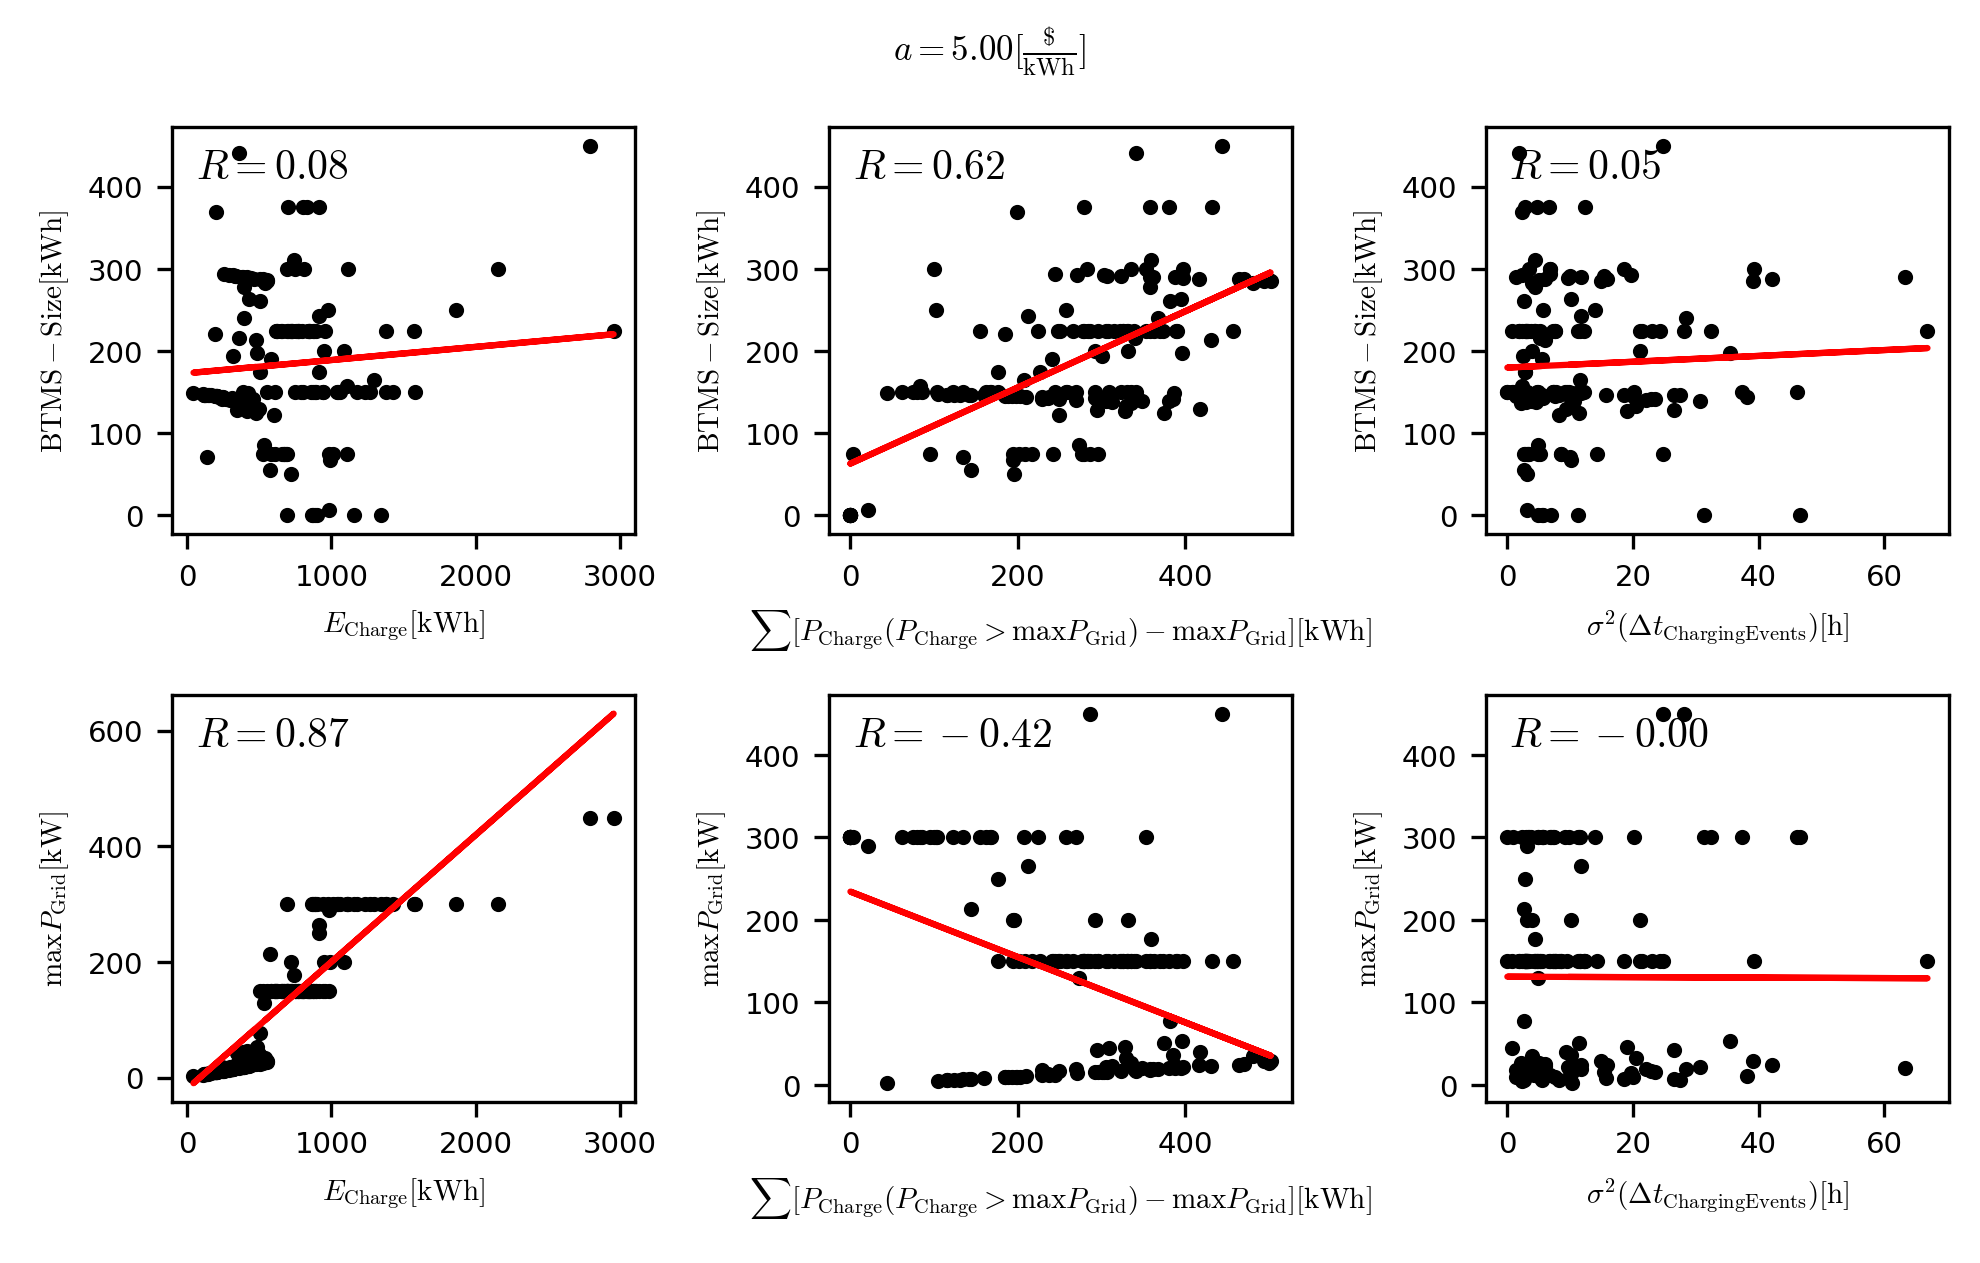 a = 5.00[$/kWh]
R = 0.08
R = 0.62
R = 0.05
BTMS − Size[kWh]
400
300
200
100
0
0 1000 2000 3000
E_Charge[kWh]
BTMS − Size[kWh]
400
300
200
100
0
0 200 400
∑[P_Charge(P_Charge > maxP_Grid) − maxP_Grid][kWh]
BTMS − Size[kWh]
400
300
200
100
0
0 20 40 60
σ²(Δt_ChargingEvents)[h]
R = 0.87
R = −0.42
R = −0.00
maxP_Grid[kW]
600
400
200
0
0 1000 2000 3000
E_Charge[kWh]
maxP_Grid[kW]
400
300
200
100
0
0 200 400
∑[P_Charge(P_Charge > maxP_Grid) − maxP_Grid][kWh]
maxP_Grid[kW]
400
300
200
100
0
0 20 40 60
σ²(Δt_ChargingEvents)[h]